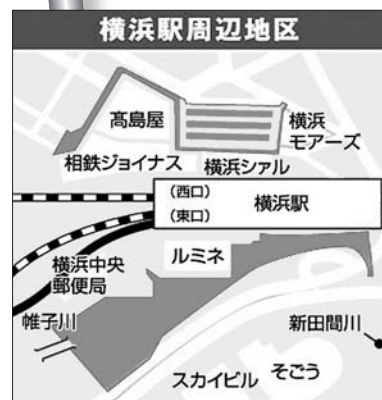 横浜駅周辺地区
髙島屋
横浜
モアーズ
相鉄ジョイナス
横浜シァル
（西口）
（東口）
横浜駅
ルミネ
横浜中央
郵便局
帷子川
新田間川
スカイビル
そごう